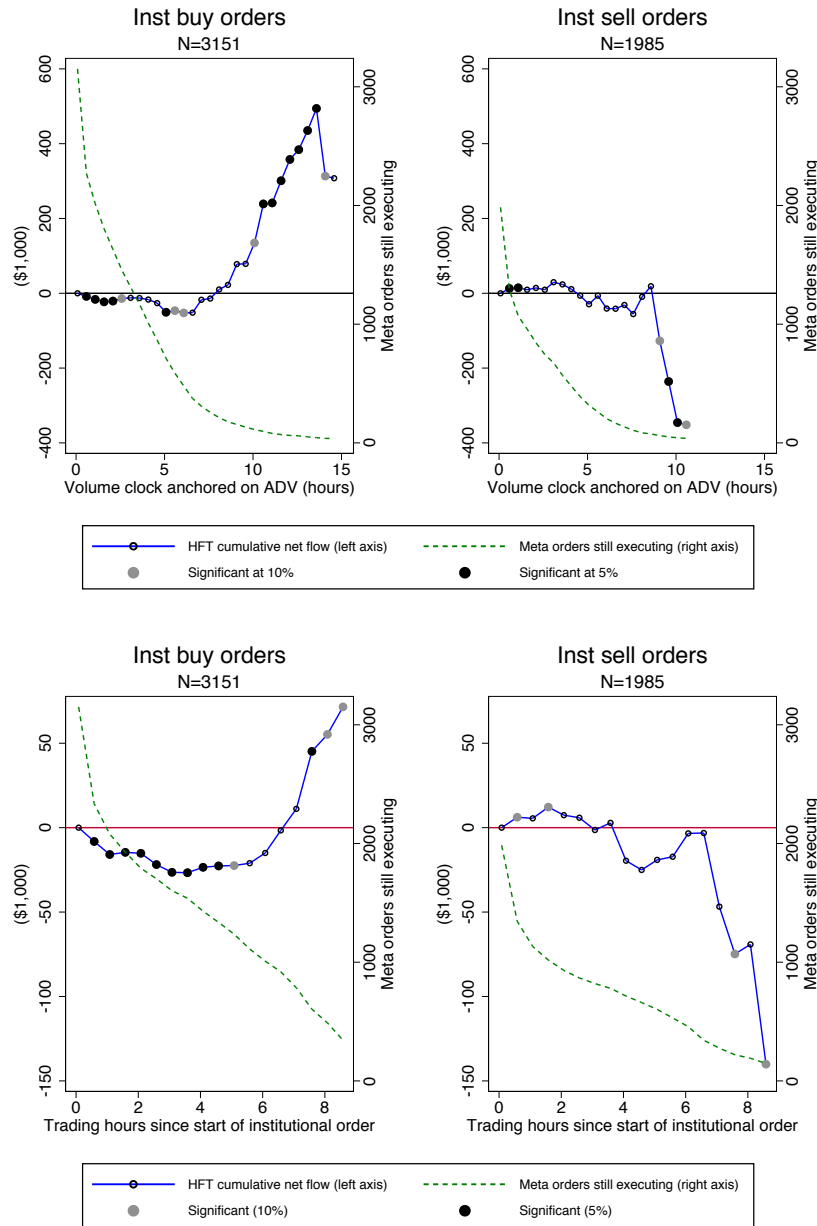 Inst buy orders
N=3151
600
400
200
0
-200
-400
($1,000)
3000
2000
1000
0
Meta orders still executing
0 5 10 15
Volume clock anchored on ADV (hours)
Inst sell orders
N=1985
600
400
200
0
-200
-400
($1,000)
3000
2000
1000
0
Meta orders still executing
0 5 10 15
Volume clock anchored on ADV (hours)
HFT cumulative net flow (left axis) Meta orders still executing (right axis)
Significant at 10% Significant at 5%
Inst buy orders
N=3151
50
0
-50
-100
-150
($1,000)
3000
2000
1000
0
Meta orders still executing
0 2 4 6 8
Trading hours since start of institutional order
Inst sell orders
N=1985
50
0
-50
-100
-150
($1,000)
3000
2000
1000
0
Meta orders still executing
0 2 4 6 8
Trading hours since start of institutional order
HFT cumulative net flow (left axis) Meta orders still executing (right axis)
Significant (10%) Significant (5%)